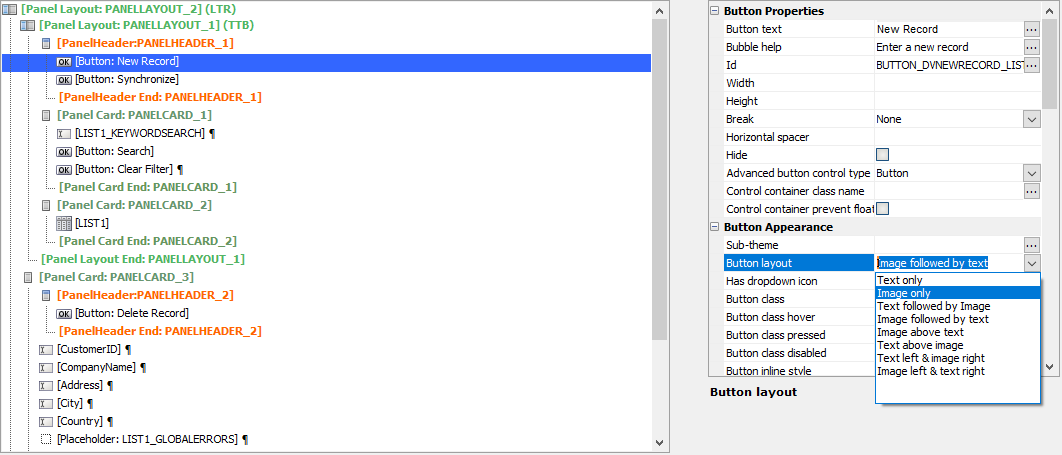 [Panel Layout: PANELLAYOUT_2] (LTR)
[Panel Layout: PANELLAYOUT_1] (TTB)
[PanelHeader:PANELHEADER_1]
OK [Button: New Record]
OK [Button: Synchronize]
[PanelHeader End: PANELHEADER_1]
[Panel Card: PANELCARD_1]
[LIST1_KEYWORDSEARCH] ¶
OK [Button: Search]
OK [Button: Clear Filter] ¶
[Panel Card End: PANELCARD_1]
[Panel Card: PANELCARD_2]
[LIST1]
[Panel Card End: PANELCARD_2]
[Panel Layout End: PANELLAYOUT_1]
[Panel Card: PANELCARD_3]
[PanelHeader:PANELHEADER_2]
OK [Button: Delete Record]
[PanelHeader End: PANELHEADER_2]
[CustomerID] ¶
[CompanyName] ¶
[Address] ¶
[City] ¶
[Country] ¶
[Placeholder: LIST1_GLOBALERRORS] ¶
Button Properties
Button text New Record ...
Bubble help Enter a new record ...
Id BUTTON_DVNEWRECORD_LIST ...
Width
Height
Break None
Horizontal spacer
Hide
Advanced button control type Button
Control container class name ...
Control container prevent float
Button Appearance
Sub-theme ...
Button layout Image followed by text
Has dropdown icon
Button class
Button class hover
Button class pressed
Button class disabled
Button inline style
Text only
Image only
Text followed by Image
Image followed by text
Image above text
Text above image
Text left & image right
Image left & text right
Button layout